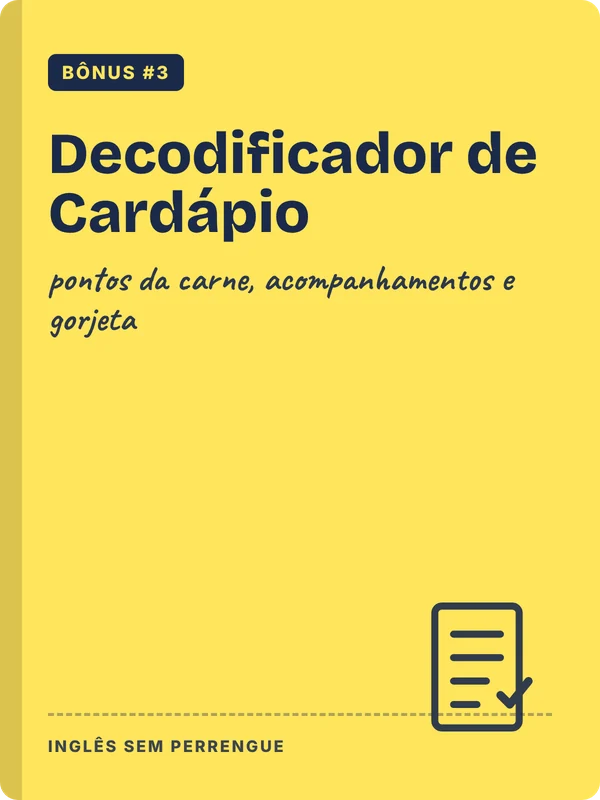 BÔNUS #3
Decodificador de
Cardápio
pontos da carne, acompanhamentos e
gorjeta
INGLÊS SEM PERRENGUE